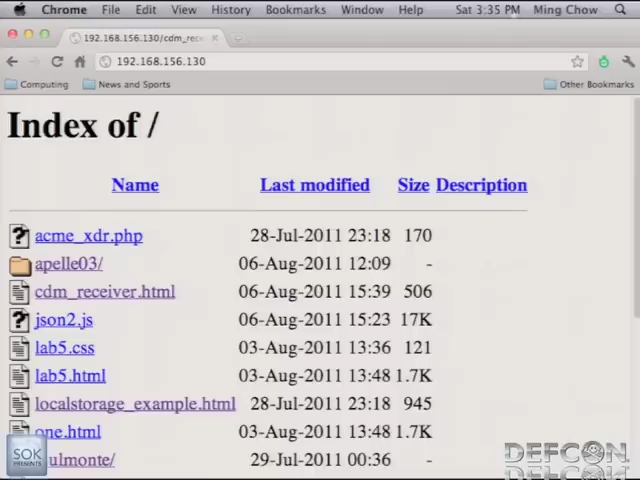 Chrome File Edit View History Bookmarks Window Help Sat 3:35 PM Ming Chow
192.168.156.130/cdm_rece
192.168.156.130
Computing News and Sports Other Bookmarks
Index of /
Name Last modified Size Description
acme_xdr.php 28-Jul-2011 23:18 170
apelle03/ 06-Aug-2011 12:09 -
cdm_receiver.html 06-Aug-2011 15:39 506
json2.js 06-Aug-2011 15:23 17K
lab5.css 03-Aug-2011 13:36 121
lab5.html 03-Aug-2011 13:48 1.7K
localstorage_example.html 28-Jul-2011 23:18 945
one.html 03-Aug-2011 13:48 1.7K
ulmonte/ 29-Jul-2011 00:36 -
SOK
PRESENTS
DEFCON